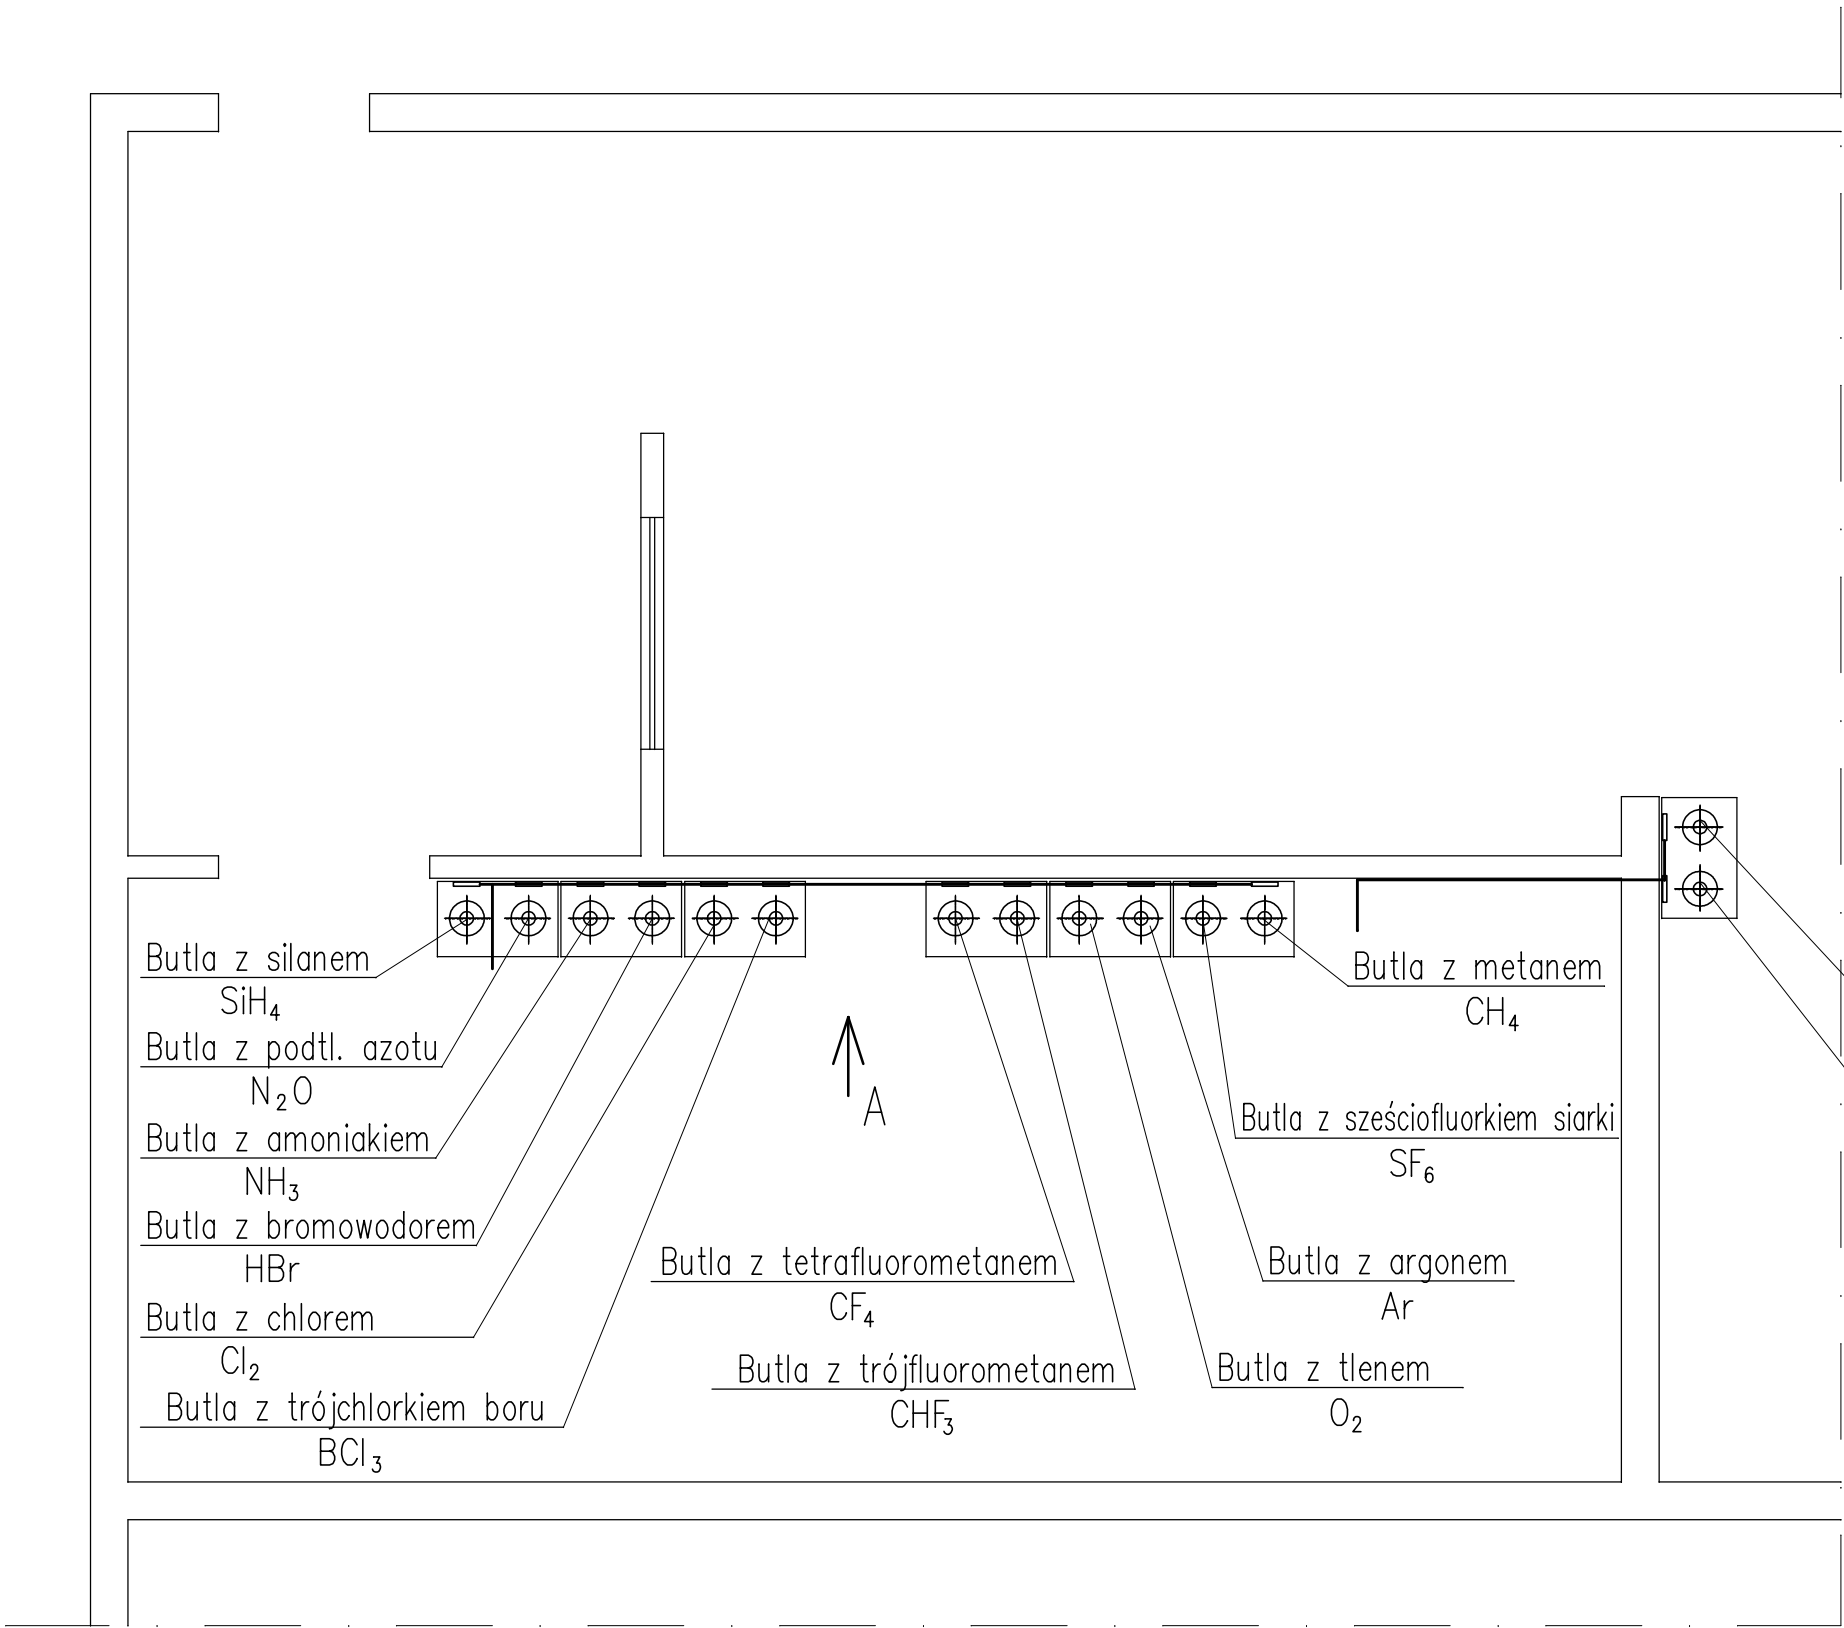 Butla z silanem
SiH₄
Butla z podtl. azotu
N₂O
Butla z amoniakiem
NH₃
Butla z bromowodorem
HBr
Butla z chlorem
Cl₂
Butla z trójchlorkiem boru
BCl₃
A
Butla z tetrafluorometanem
CF₄
Butla z trójfluorometanem
CHF₃
Butla z metanem
CH₄
Butla z sześciofluorkiem siarki
SF₆
Butla z argonem
Ar
Butla z tlenem
O₂